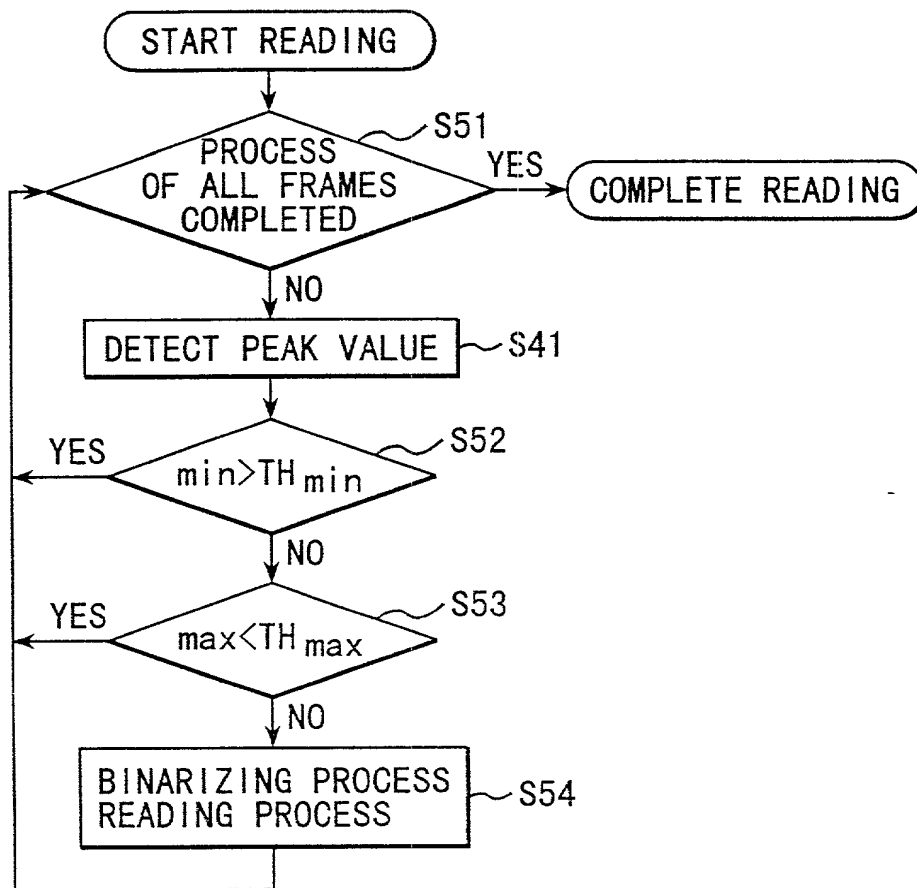 START READING
S51
PROCESS
OF ALL FRAMES
COMPLETED
YES
COMPLETE READING
NO
DETECT PEAK VALUE
S41
S52
YES
min>THmin
NO
S53
YES
max<THmax
NO
BINARIZING PROCESS
READING PROCESS
S54